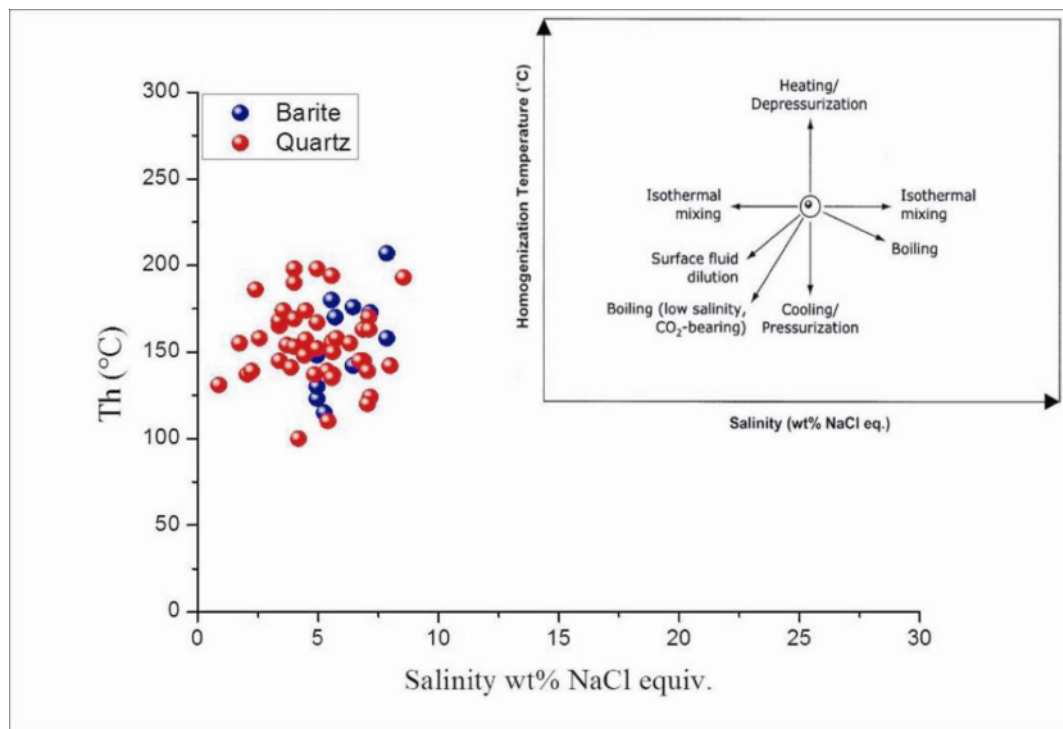 300
250
200
150
100
50
0
0
5
10
15
20
25
30
Th (°C)
Salinity wt% NaCl equiv.
Barite
Quartz
Homogenization Temperature (°C)
Heating/
Depressurization
Isothermal
mixing
Isothermal
mixing
Boiling
Surface fluid
dilution
Boiling (low salinity,
CO₂-bearing)
Cooling/
Pressurization
Salinity (wt% NaCl eq.)